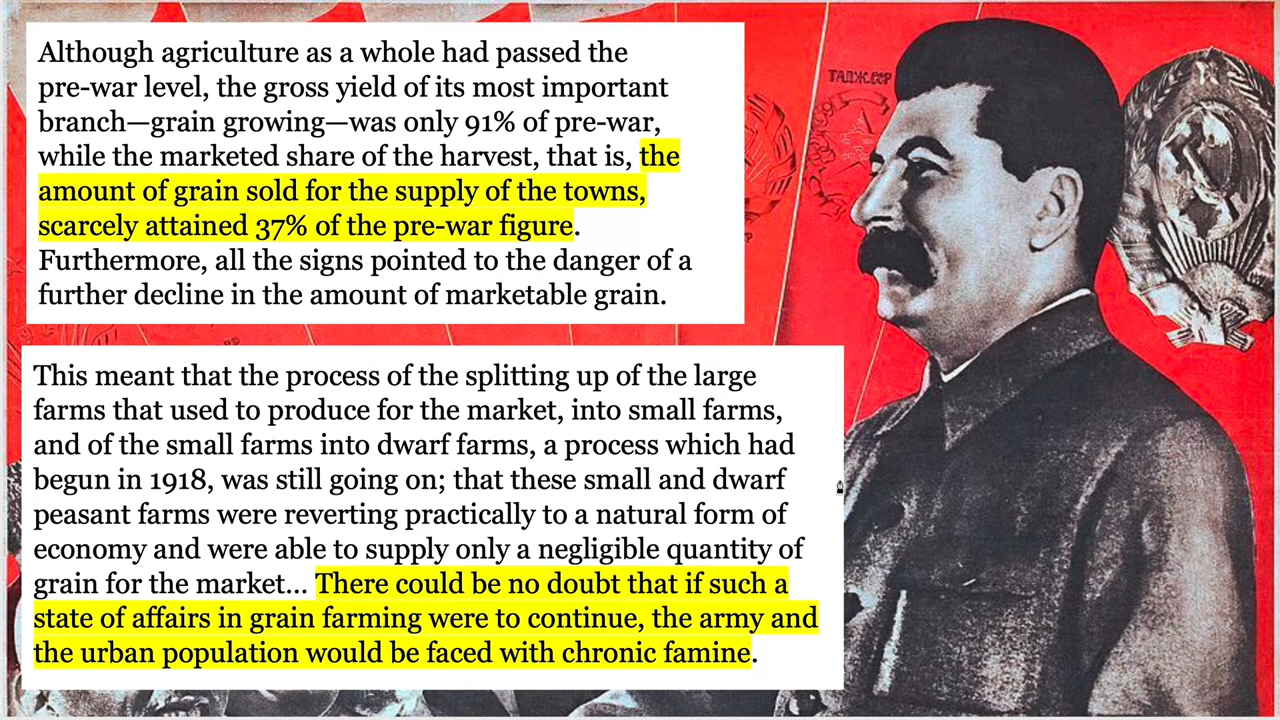 Although agriculture as a whole had passed the
pre-war level, the gross yield of its most important
branch—grain growing—was only 91% of pre-war,
while the marketed share of the harvest, that is, the
amount of grain sold for the supply of the towns,
scarcely attained 37% of the pre-war figure.
Furthermore, all the signs pointed to the danger of a
further decline in the amount of marketable grain.
This meant that the process of the splitting up of the large
farms that used to produce for the market, into small farms,
and of the small farms into dwarf farms, a process which had
begun in 1918, was still going on; that these small and dwarf
peasant farms were reverting practically to a natural form of
economy and were able to supply only a negligible quantity of
grain for the market... There could be no doubt that if such a
state of affairs in grain farming were to continue, the army and
the urban population would be faced with chronic famine.
ТАДЖ.ССР